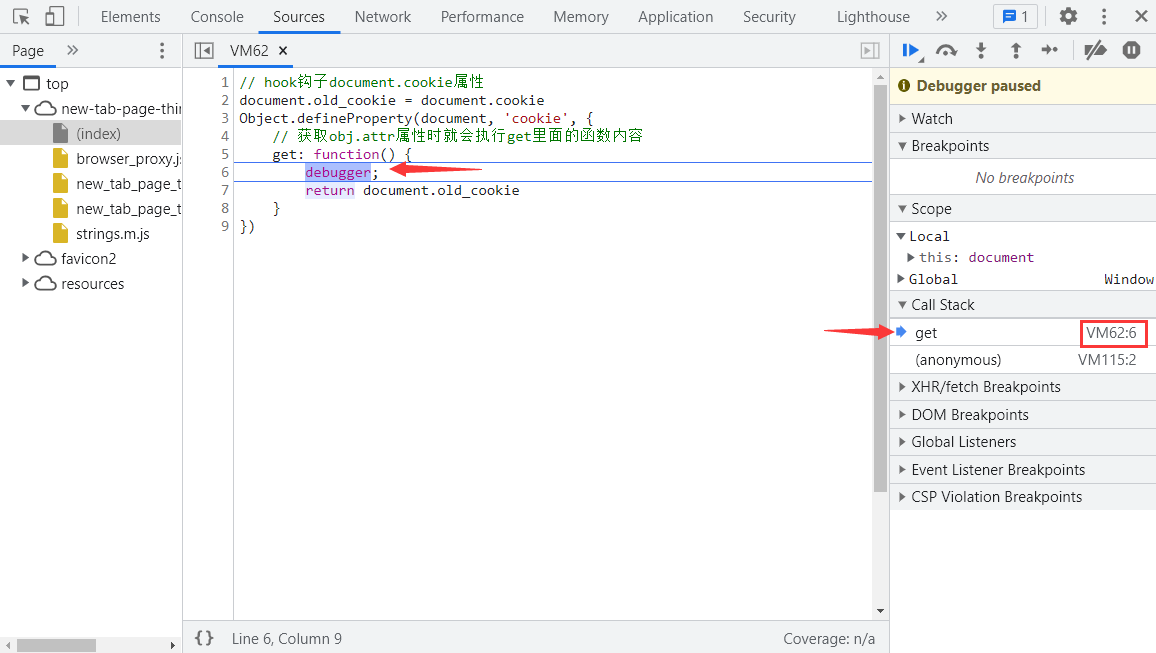 Elements Console Sources Network Performance Memory Application Security Lighthouse 1
Page
VM62
top
new-tab-page-thir
(index)
browser_proxy.js
new_tab_page_t
new_tab_page_t
strings.m.js
favicon2
resources
1 // hook钩子document.cookie属性
2 document.old_cookie = document.cookie
3 Object.defineProperty(document, 'cookie', {
4 // 获取obj.attr属性时就会执行get里面的函数内容
5 get: function() {
6 debugger;
7 return document.old_cookie
8 }
9 })
{} Line 6, Column 9 Coverage: n/a
Debugger paused
Watch
Breakpoints
No breakpoints
Scope
Local
this: document
Global Window
Call Stack
get VM62:6
(anonymous) VM115:2
XHR/fetch Breakpoints
DOM Breakpoints
Global Listeners
Event Listener Breakpoints
CSP Violation Breakpoints